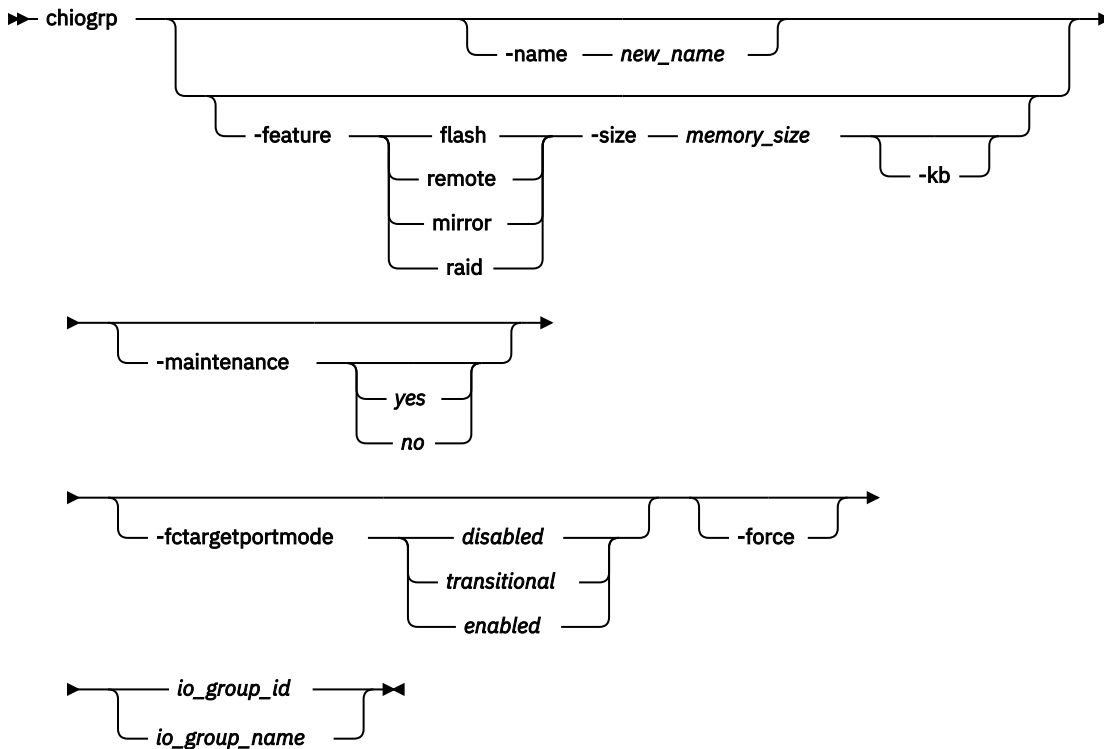 chiogrp
-name new_name
-feature flash -size memory_size
remote -kb
mirror
raid
-maintenance
yes
no
-fctargetportmode disabled -force
transitional
enabled
io_group_id
io_group_name